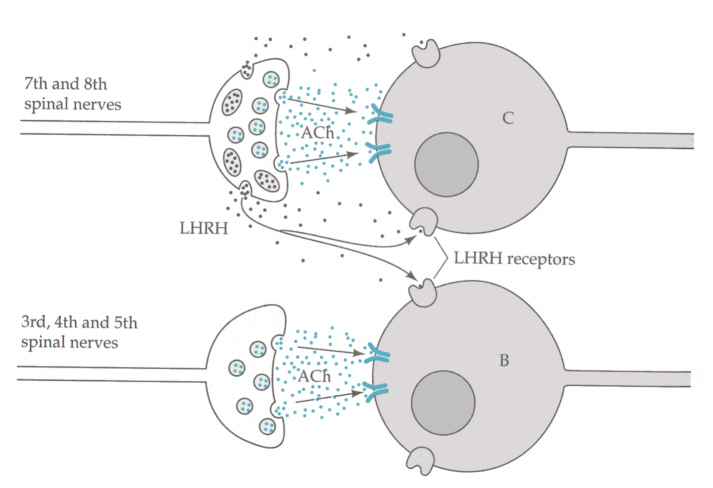 7th and 8th
spinal nerves
ACh
C
LHRH
LHRH receptors
3rd, 4th and 5th
spinal nerves
ACh
B